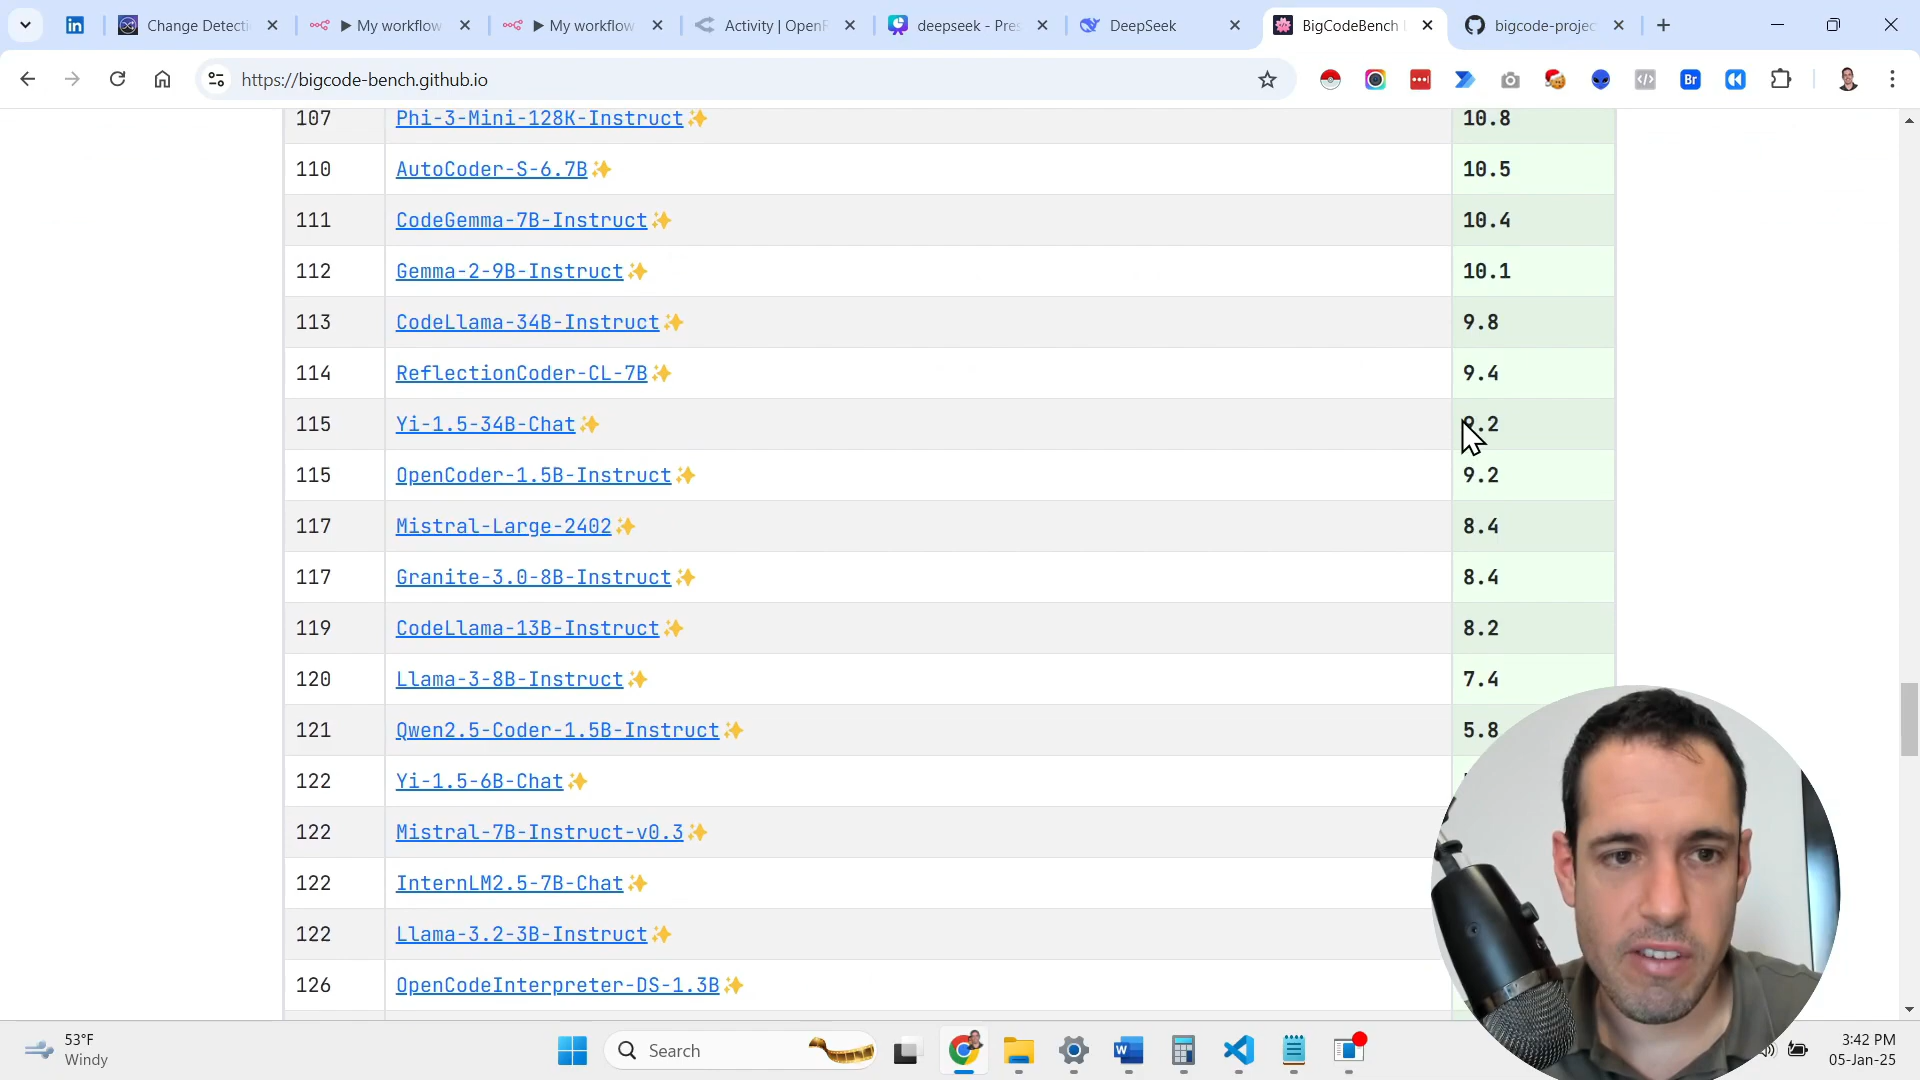 Change Detecti
My workflow
My workflow
Activity | OpenR
deepseek - Pres
DeepSeek
BigCodeBench
bigcode-projec
https://bigcode-bench.github.io
107 Phi-3-Mini-128K-Instruct✨ 10.8
110 AutoCoder-S-6.7B✨ 10.5
111 CodeGemma-7B-Instruct✨ 10.4
112 Gemma-2-9B-Instruct✨ 10.1
113 CodeLlama-34B-Instruct✨ 9.8
114 ReflectionCoder-CL-7B✨ 9.4
115 Yi-1.5-34B-Chat✨ 9.2
115 OpenCoder-1.5B-Instruct✨ 9.2
117 Mistral-Large-2402✨ 8.4
117 Granite-3.0-8B-Instruct✨ 8.4
119 CodeLlama-13B-Instruct✨ 8.2
120 Llama-3-8B-Instruct✨ 7.4
121 Qwen2.5-Coder-1.5B-Instruct✨ 5.8
122 Yi-1.5-6B-Chat✨
122 Mistral-7B-Instruct-v0.3✨
122 InternLM2.5-7B-Chat✨
122 Llama-3.2-3B-Instruct✨
126 OpenCodeInterpreter-DS-1.3B✨
53°F
Windy
Search
3:42 PM
05-Jan-25